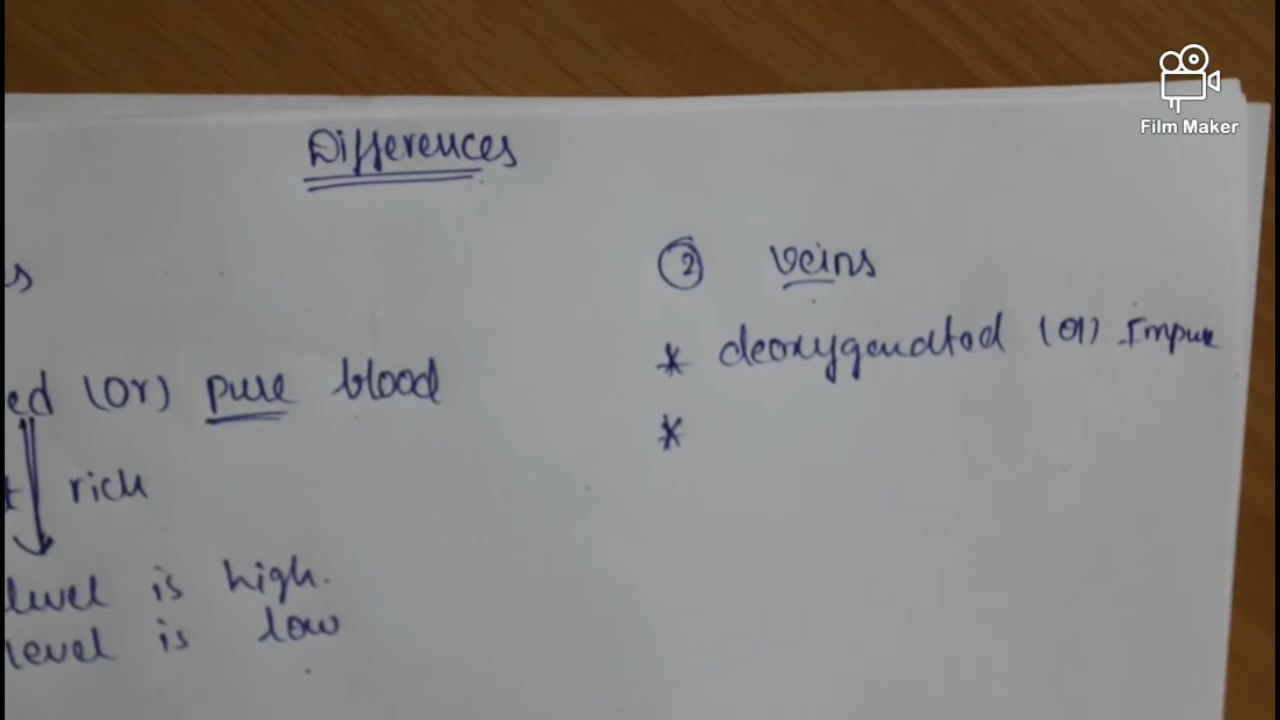 Film Maker
Differences
s
② veins
ed (or) pure blood
* deoxygenated (or) Impure
*
t rich
level is high.
level is low